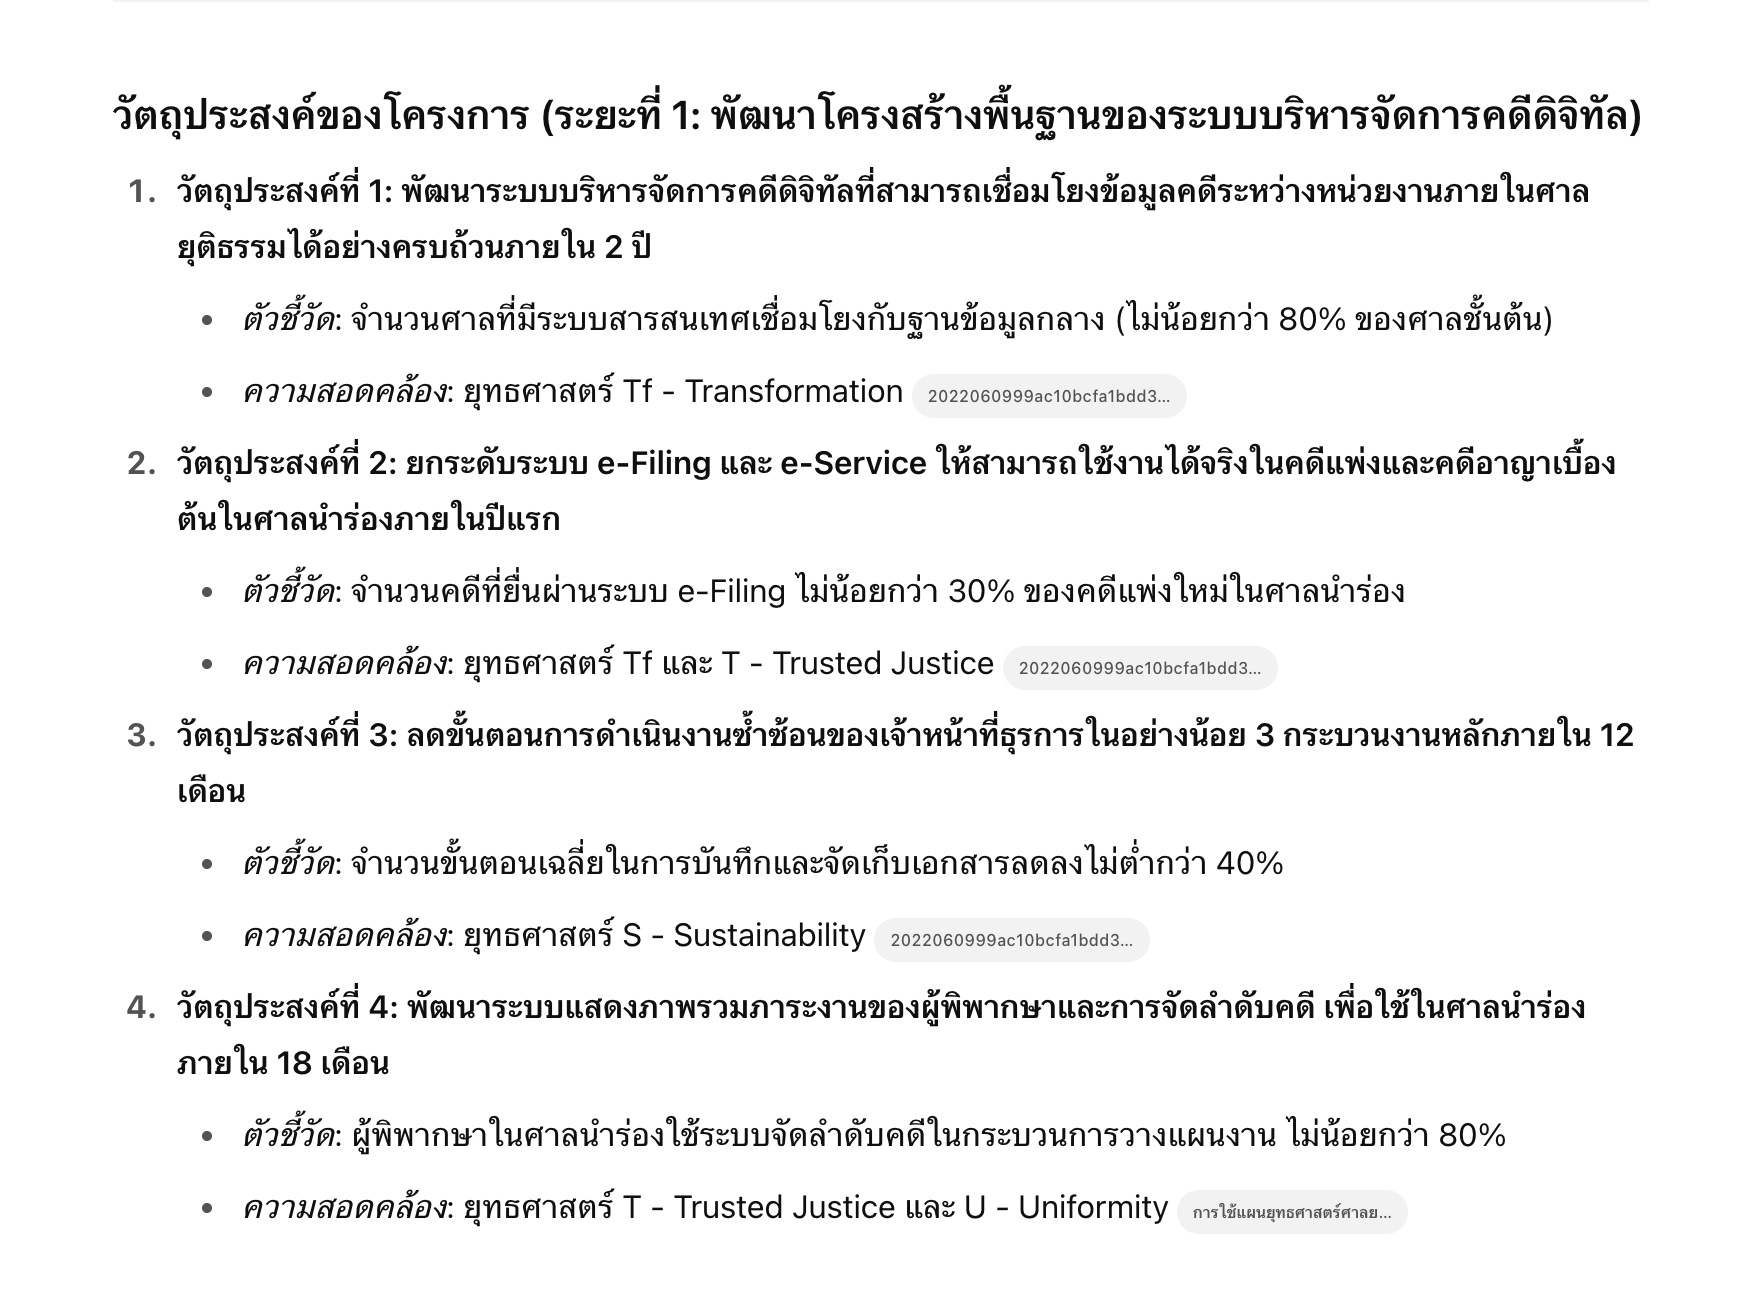 วัตถุประสงค์ของโครงการ (ระยะที่ 1: พัฒนาโครงสร้างพื้นฐานของระบบบริหารจัดการคดีดิจิทัล)
1. วัตถุประสงค์ที่ 1: พัฒนาระบบบริหารจัดการคดีดิจิทัลที่สามารถเชื่อมโยงข้อมูลคดีระหว่างหน่วยงานภายในศาล
ยุติธรรมได้อย่างครบถ้วนภายใน 2 ปี
• ตัวชี้วัด: จำนวนศาลที่มีระบบสารสนเทศเชื่อมโยงกับฐานข้อมูลกลาง (ไม่น้อยกว่า 80% ของศาลชั้นต้น)
• ความสอดคล้อง: ยุทธศาสตร์ Tf - Transformation 2022060999ac10bcfa1bdd3...
2. วัตถุประสงค์ที่ 2: ยกระดับระบบ e-Filing และ e-Service ให้สามารถใช้งานได้จริงในคดีแพ่งและคดีอาญาเบื้อง
ต้นในศาลนำร่องภายในปีแรก
• ตัวชี้วัด: จำนวนคดีที่ยื่นผ่านระบบ e-Filing ไม่น้อยกว่า 30% ของคดีแพ่งใหม่ในศาลนำร่อง
• ความสอดคล้อง: ยุทธศาสตร์ Tf และ T - Trusted Justice 2022060999ac10bcfa1bdd3...
3. วัตถุประสงค์ที่ 3: ลดขั้นตอนการดำเนินงานซ้ำซ้อนของเจ้าหน้าที่ธุรการในอย่างน้อย 3 กระบวนงานหลักภายใน 12
เดือน
• ตัวชี้วัด: จำนวนขั้นตอนเฉลี่ยในการบันทึกและจัดเก็บเอกสารลดลงไม่ต่ำกว่า 40%
• ความสอดคล้อง: ยุทธศาสตร์ S - Sustainability 2022060999ac10bcfa1bdd3...
4. วัตถุประสงค์ที่ 4: พัฒนาระบบแสดงภาพรวมภาระงานของผู้พิพากษาและการจัดลำดับคดี เพื่อใช้ในศาลนำร่อง
ภายใน 18 เดือน
• ตัวชี้วัด: ผู้พิพากษาในศาลนำร่องใช้ระบบจัดลำดับคดีในกระบวนการวางแผนงาน ไม่น้อยกว่า 80%
• ความสอดคล้อง: ยุทธศาสตร์ T - Trusted Justice และ U - Uniformity การใช้แผนยุทธศาสตร์ศาลย...